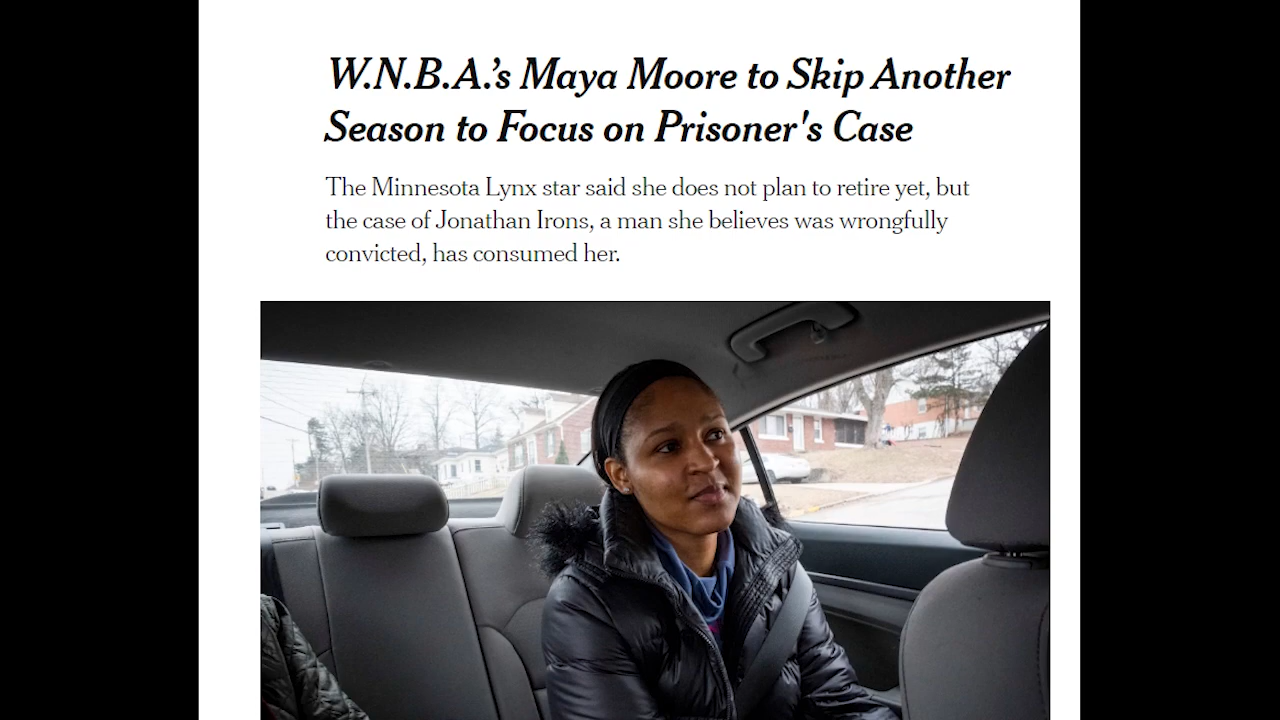 W.N.B.A.’s Maya Moore to Skip Another
Season to Focus on Prisoner's Case
The Minnesota Lynx star said she does not plan to retire yet, but
the case of Jonathan Irons, a man she believes was wrongfully
convicted, has consumed her.